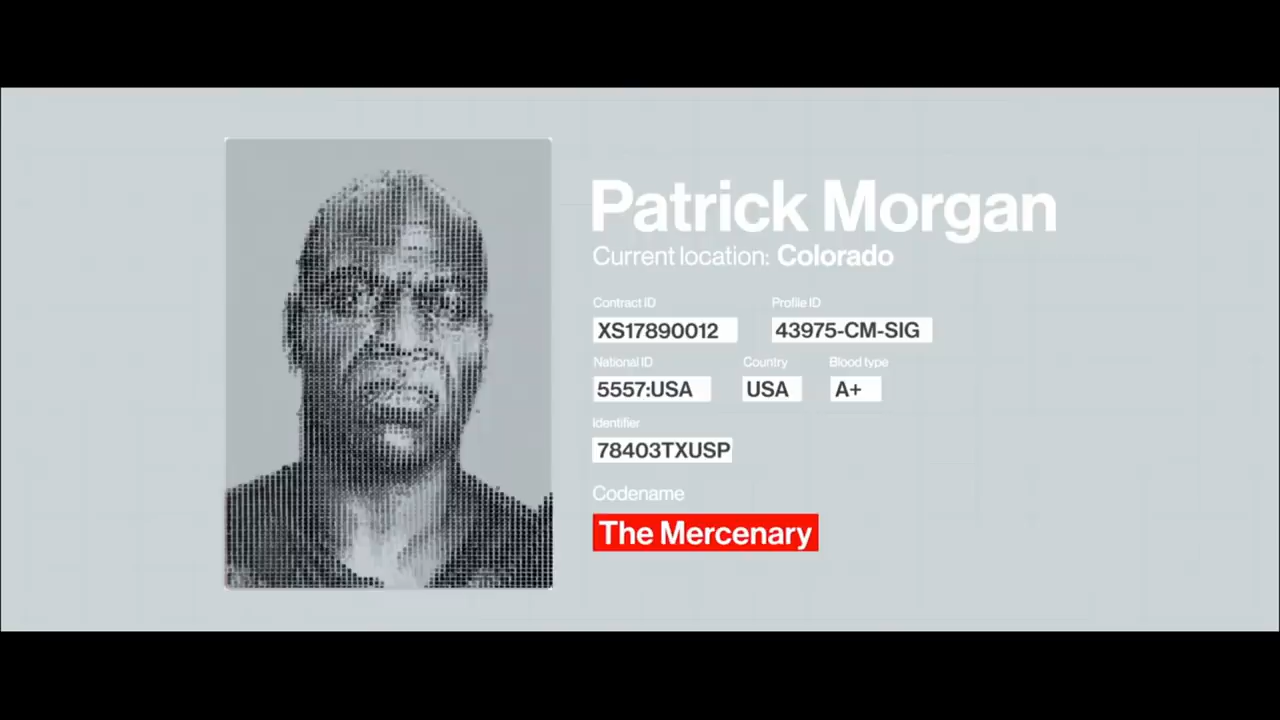 Patrick Morgan
Current location: Colorado
Contract ID Profile ID
XS17890012 43975-CM-SIG
National ID Country Blood type
5557:USA USA A+
Identifier
78403TXUSP
Codename
The Mercenary